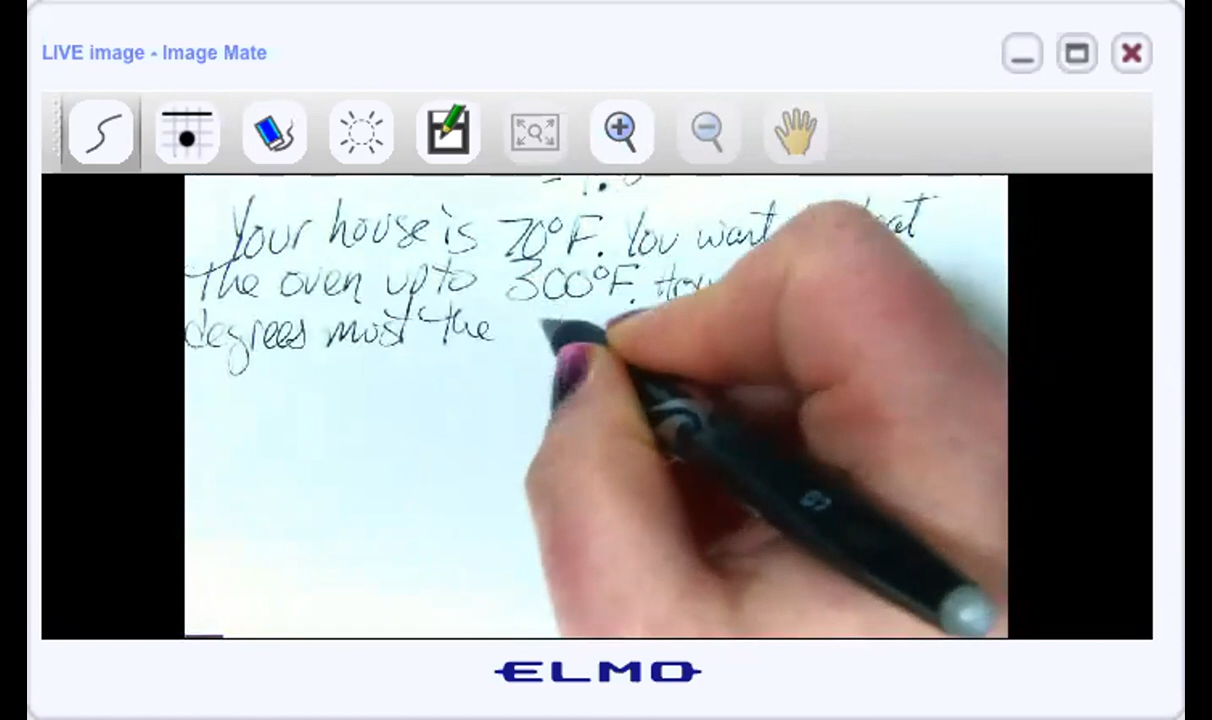 LIVE image - Image Mate
Your house is 70°F. You want
the oven up to 300°F.
degrees must the
ELMO